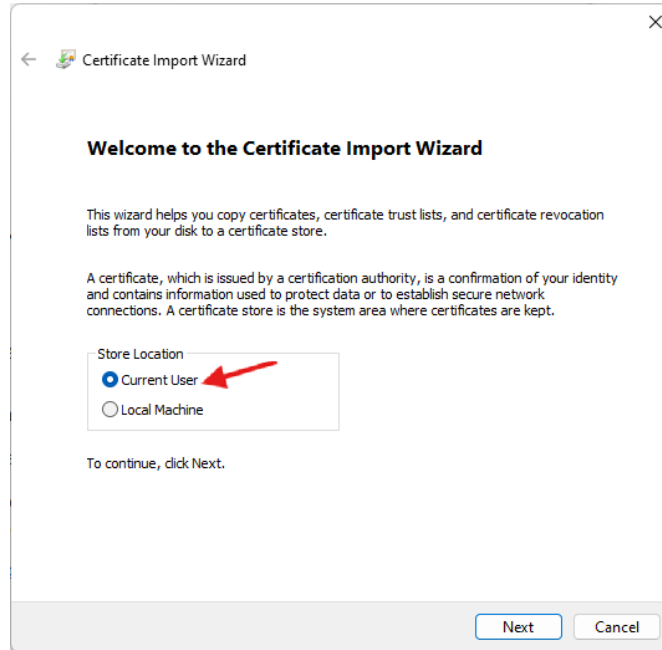 Certificate Import Wizard
Welcome to the Certificate Import Wizard
This wizard helps you copy certificates, certificate trust lists, and certificate revocation
lists from your disk to a certificate store.
A certificate, which is issued by a certification authority, is a confirmation of your identity
and contains information used to protect data or to establish secure network
connections. A certificate store is the system area where certificates are kept.
Store Location
Current User
Local Machine
To continue, click Next.
Next
Cancel